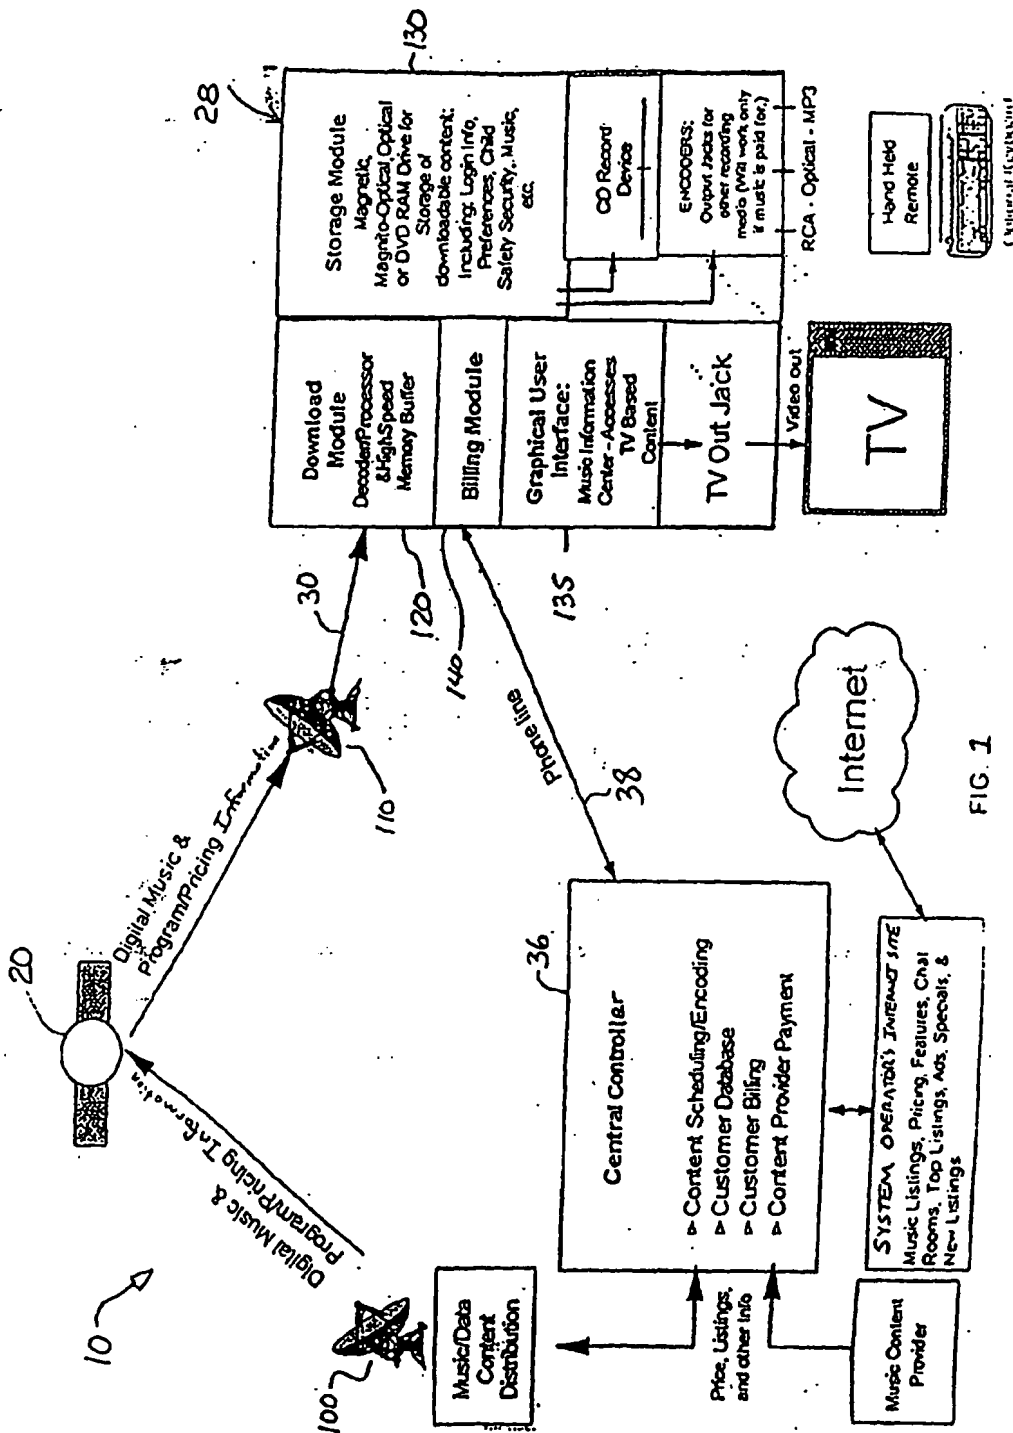 10
20
Digital Music &
Program/Pricing Information
Digital Music &
Program/Pricing Information
100
Music/Data
Content
Distribution
110
30
120
140
28
130
Download
Module
Decoder/Processor
& High Speed
Memory Buffer
Billing Module
Graphical User
Interface:
Music Information
Center - Accesses
TV Based
Content
135
TV Out Jack
Video out
TV
Storage Module
Magnetic,
Magnito-Optical, Optical
or DVD RAM Drive for
Storage of
downloadable content:
Including: Login Info,
Preferences, Child
Safety Security, Music,
etc.
CD Record
Device
ENCODERS:
Output Jacks for
other recording
media (Will work only
if music is paid for.)
RCA - Optical - MP3
Hand Held
Remote
Optional Keyboard
Phone line
38
36
Central Controller
Content Scheduling/Encoding
Customer Database
Customer Billing
Content Provider Payment
Price, Listings,
and other Info
Music Content
Provider
SYSTEM OPERATOR'S INTERNET SITE
Music Listings, Pricing, Features, Chat
Rooms, Top Listings, Ads, Specials, &
New Listings
Internet
FIG. 1